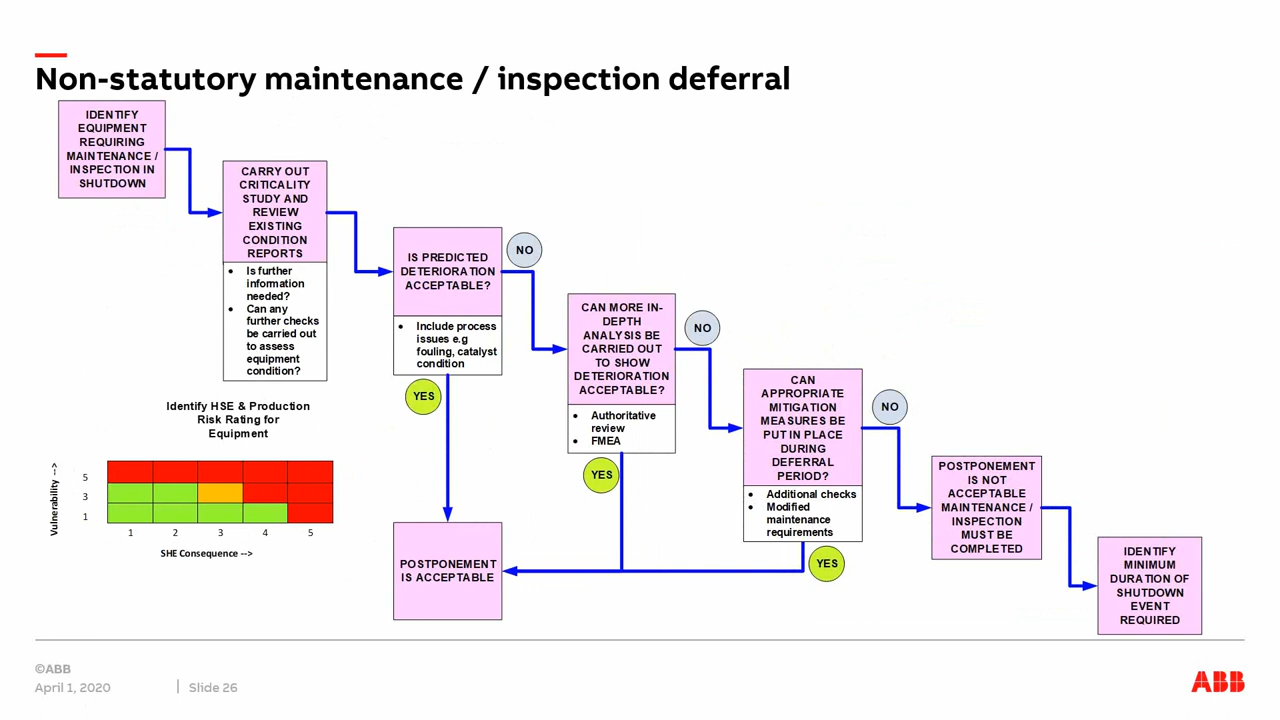 Non-statutory maintenance / inspection deferral
IDENTIFY
EQUIPMENT
REQUIRING
MAINTENANCE /
INSPECTION IN
SHUTDOWN
CARRY OUT
CRITICALITY
STUDY AND
REVIEW
EXISTING
CONDITION
REPORTS
• Is further
information
needed?
• Can any
further checks
be carried out
to assess
equipment
condition?
IS PREDICTED
DETERIORATION
ACCEPTABLE?
• Include process
issues e.g
fouling, catalyst
condition
NO
YES
CAN MORE IN-
DEPTH
ANALYSIS BE
CARRIED OUT
TO SHOW
DETERIORATION
ACCEPTABLE?
• Authoritative
review
• FMEA
NO
YES
CAN
APPROPRIATE
MITIGATION
MEASURES BE
PUT IN PLACE
DURING
DEFERRAL
PERIOD?
• Additional checks
• Modified
maintenance
requirements
NO
YES
POSTPONEMENT
IS NOT
ACCEPTABLE
MAINTENANCE /
INSPECTION
MUST BE
COMPLETED
IDENTIFY
MINIMUM
DURATION OF
SHUTDOWN
EVENT
REQUIRED
POSTPONEMENT
IS ACCEPTABLE
Identify HSE & Production
Risk Rating for
Equipment
Vulnerability -->
5
3
1
1 2 3 4 5
SHE Consequence -->
©ABB
April 1, 2020 | Slide 26
ABB